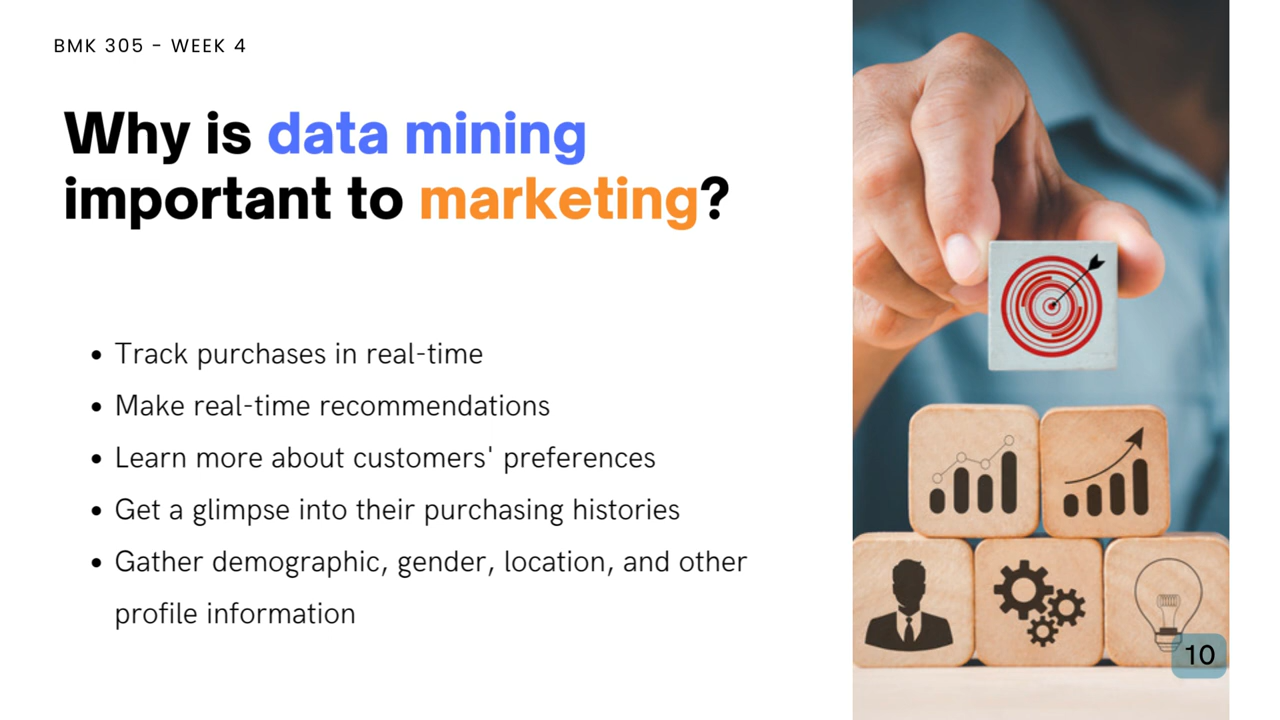 BMK 305 - WEEK 4
Why is data mining
important to marketing?
• Track purchases in real-time
• Make real-time recommendations
• Learn more about customers' preferences
• Get a glimpse into their purchasing histories
• Gather demographic, gender, location, and other
profile information
10